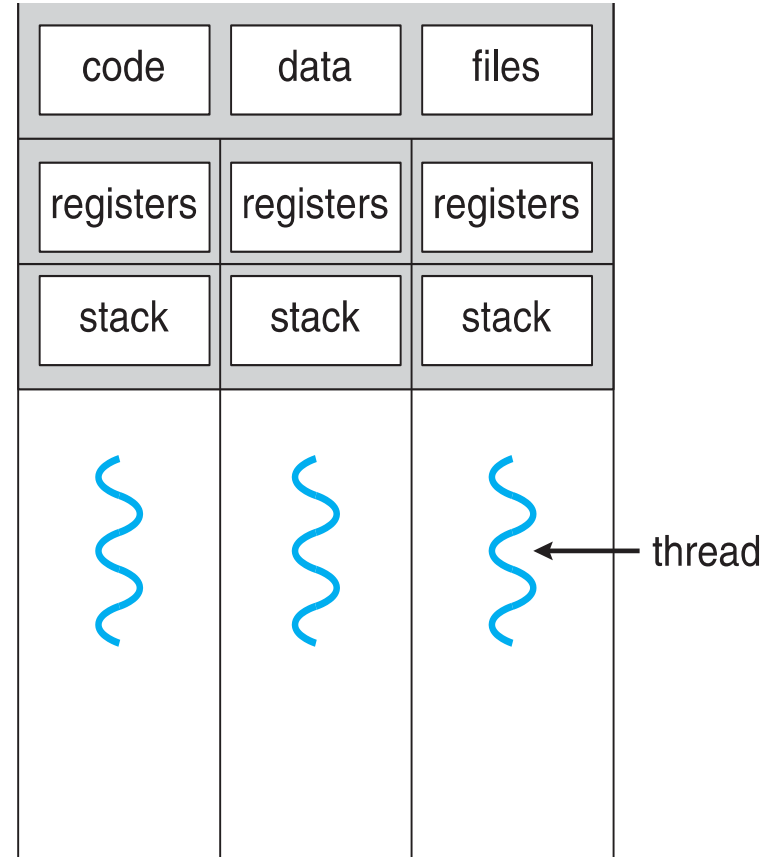 code data files
registers registers registers
stack stack stack
thread